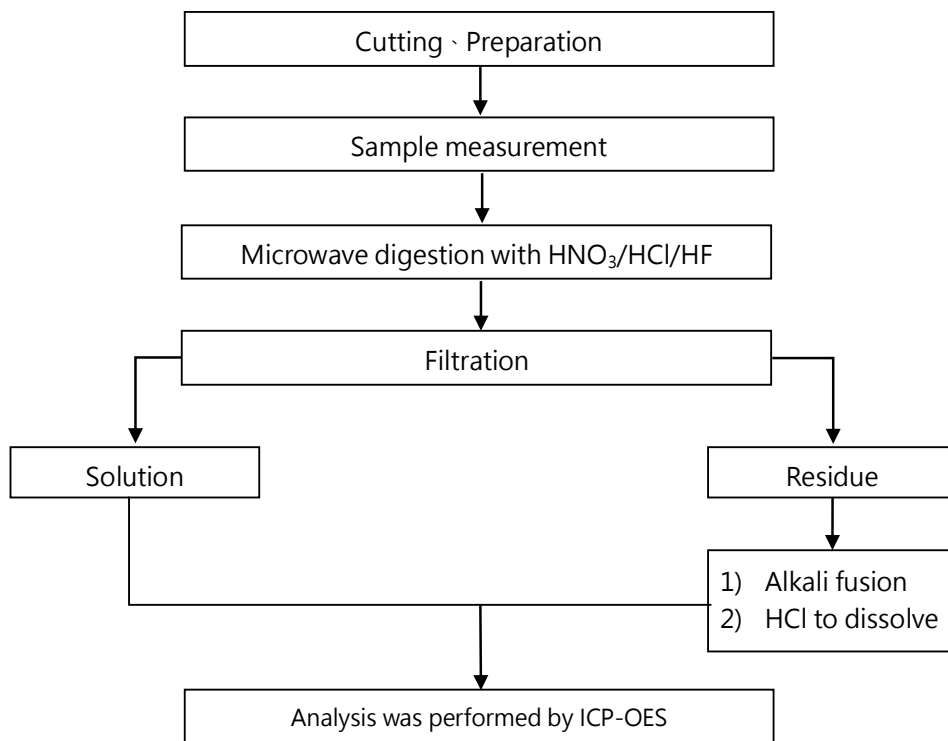 Cutting、Preparation
Sample measurement
Microwave digestion with HNO₃/HCl/HF
Filtration
Solution
Residue
1) Alkali fusion
2) HCl to dissolve
Analysis was performed by ICP-OES